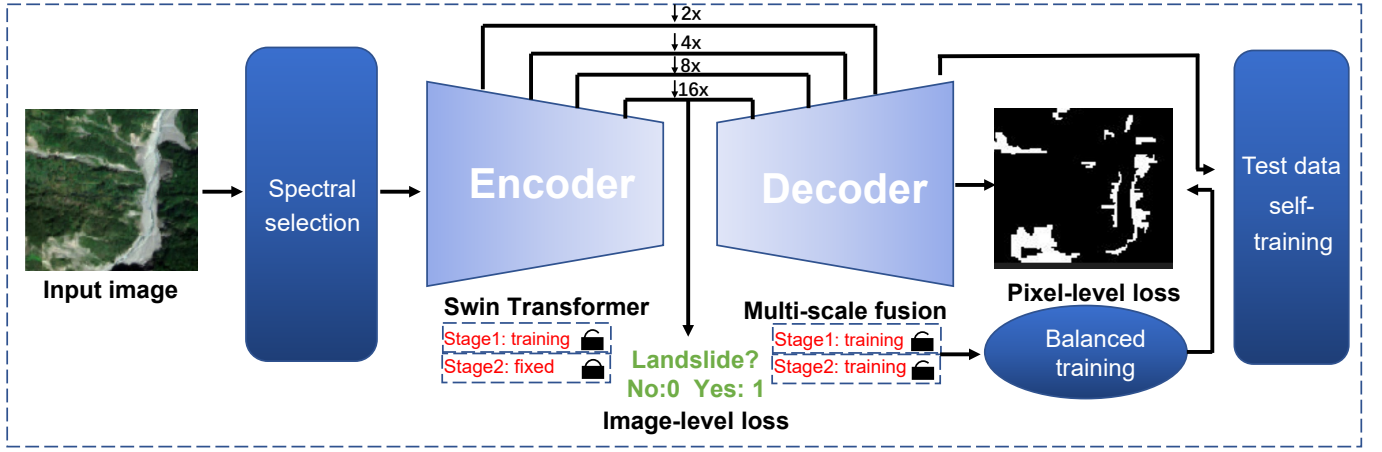 ↓2x
↓4x
↓8x
↓16x
Input image
Spectral
selection
Encoder
Swin Transformer
Stage1: training
Stage2: fixed
Landslide?
No:0 Yes: 1
Image-level loss
Decoder
Multi-scale fusion
Stage1: training
Stage2: training
Pixel-level loss
Balanced
training
Test data
self-
training